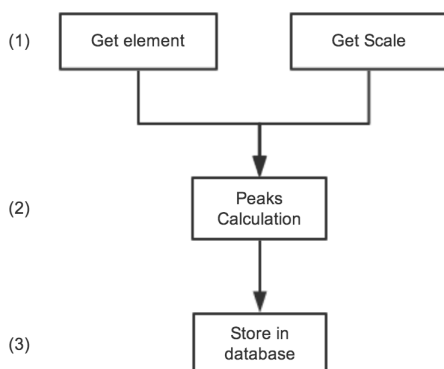 (1) Get element Get Scale
(2) Peaks
Calculation
(3) Store in
database